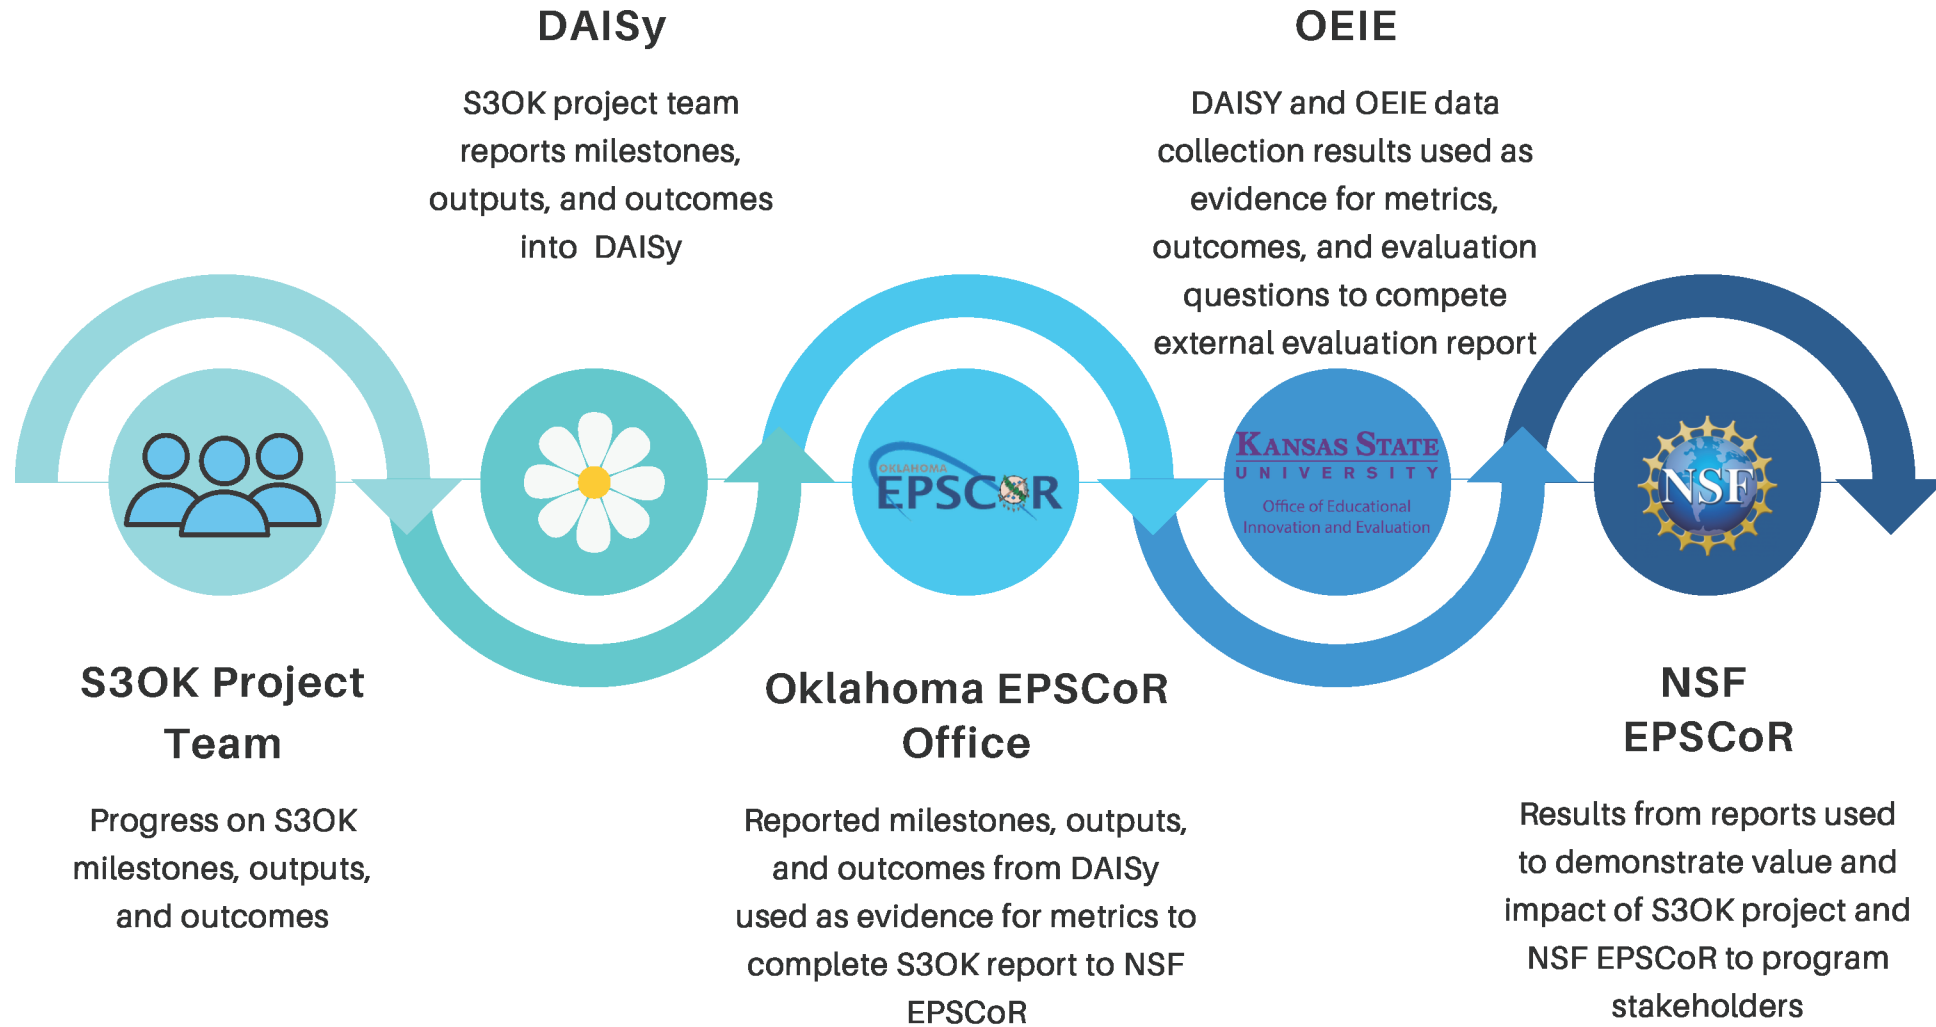 DAISy
S3OK project team
reports milestones,
outputs, and outcomes
into DAISy
OEIE
DAISY and OEIE data
collection results used as
evidence for metrics,
outcomes, and evaluation
questions to compete
external evaluation report
OKLAHOMA
EPSCOR
KANSAS STATE
UNIVERSITY
Office of Educational
Innovation and Evaluation
NSF
S3OK Project
Team
Progress on S3OK
milestones, outputs,
and outcomes
Oklahoma EPSCoR
Office
Reported milestones, outputs,
and outcomes from DAISy
used as evidence for metrics to
complete S3OK report to NSF
EPSCoR
NSF
EPSCoR
Results from reports used
to demonstrate value and
impact of S3OK project and
NSF EPSCoR to program
stakeholders